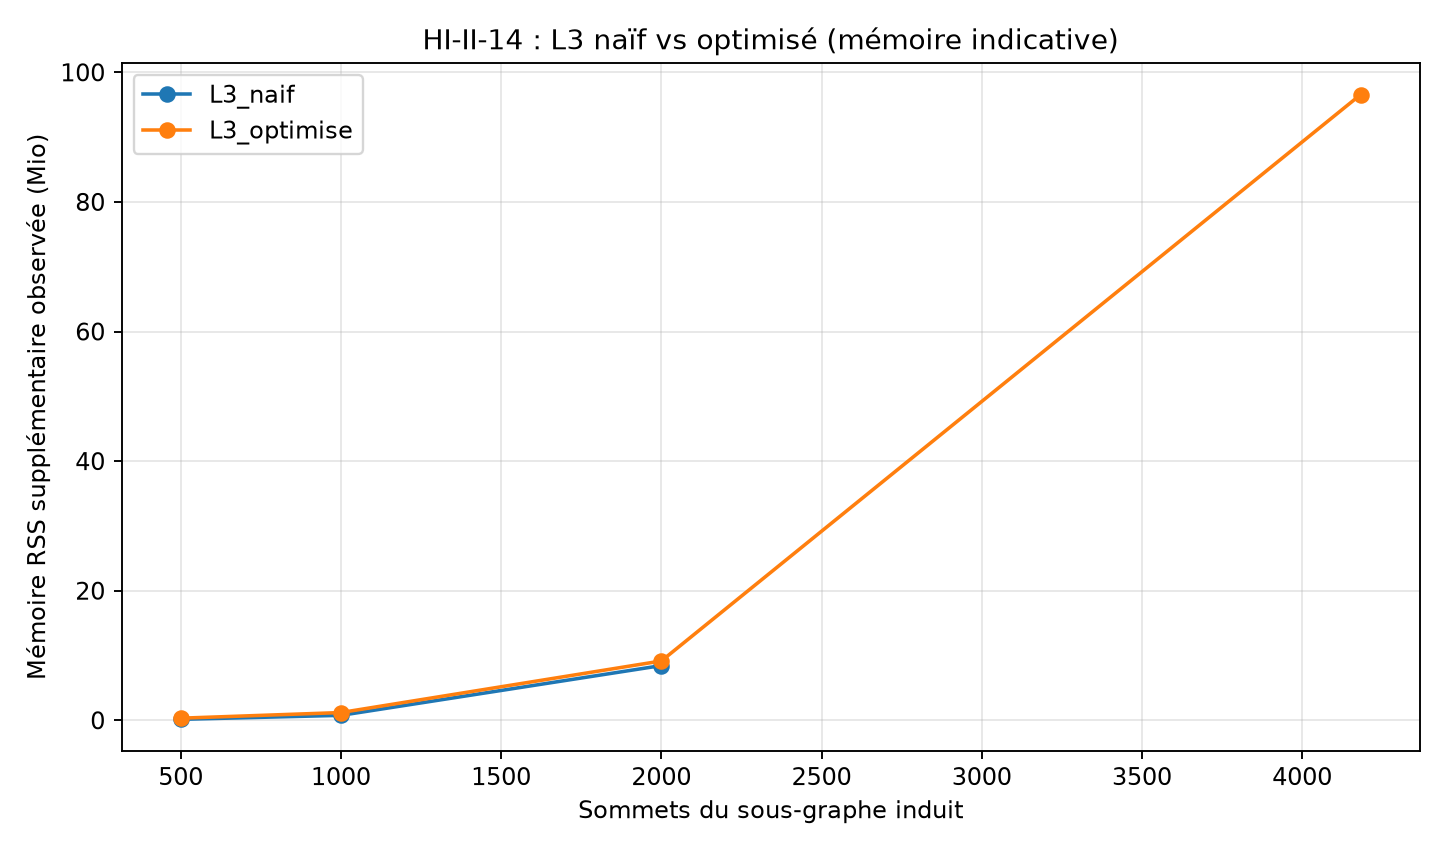 HI-II-14 : L3 naïf vs optimisé (mémoire indicative)
L3_naif
L3_optimise
Mémoire RSS supplémentaire observée (Mio)
100
80
60
40
20
0
500 1000 1500 2000 2500 3000 3500 4000
Sommets du sous-graphe induit